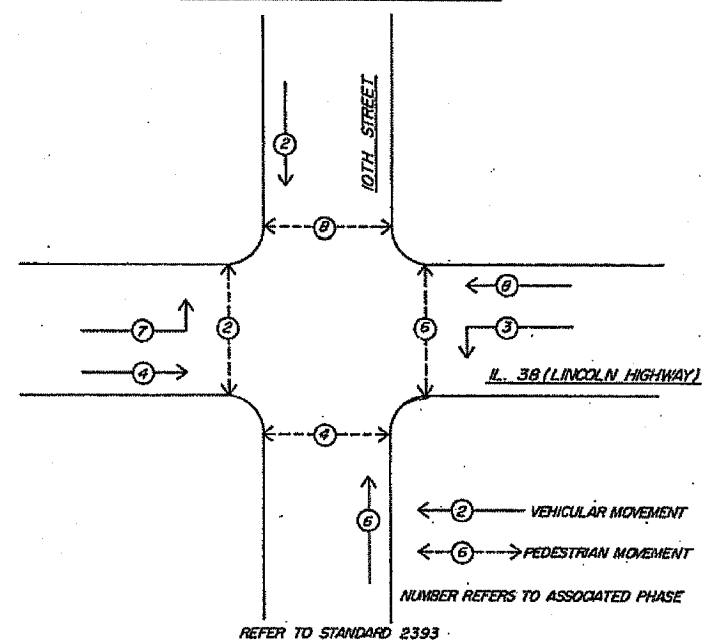 10TH STREET
2
8
7
2
6
8
3
4
IL. 38 (LINCOLN HIGHWAY)
4
6
2 VEHICULAR MOVEMENT
6 PEDESTRIAN MOVEMENT
NUMBER REFERS TO ASSOCIATED PHASE
REFER TO STANDARD 2393